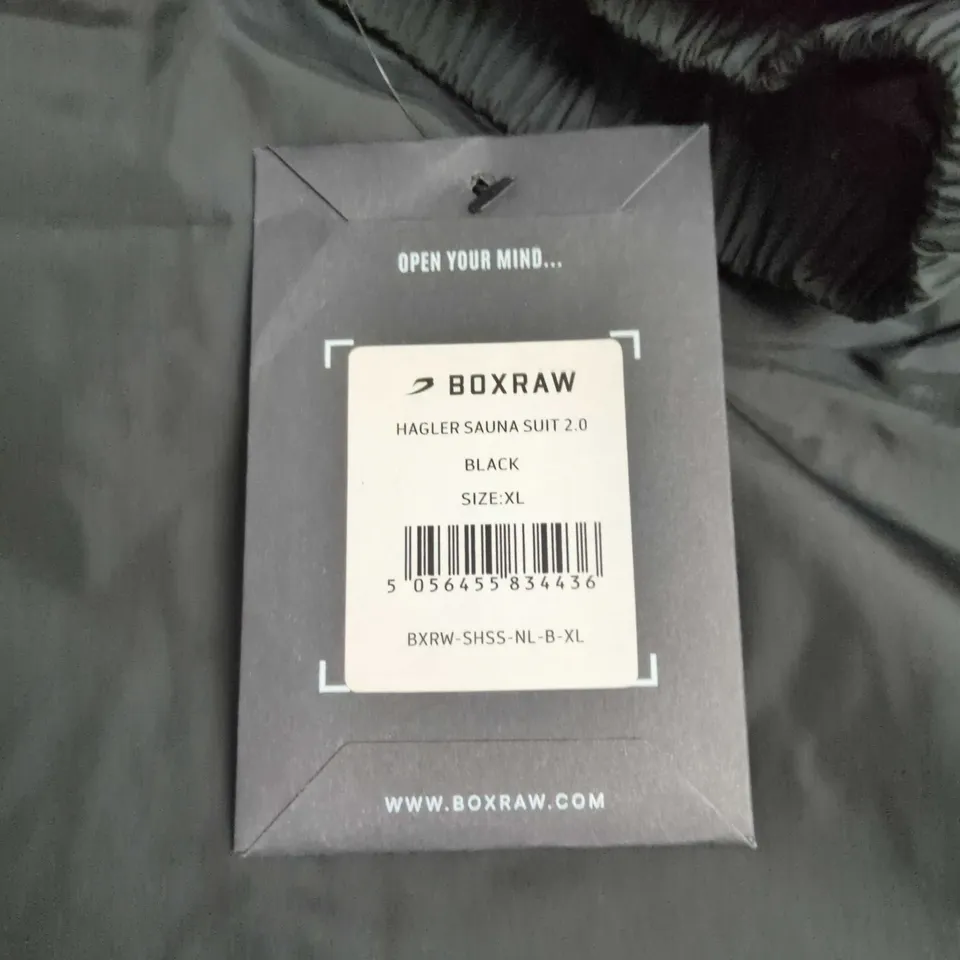 OPEN YOUR MIND...
BOXRAW
HAGLER SAUNA SUIT 2.0
BLACK
SIZE:XL
5 056455 834436
BXRW-SHSS-NL-B-XL
WWW.BOXRAW.COM